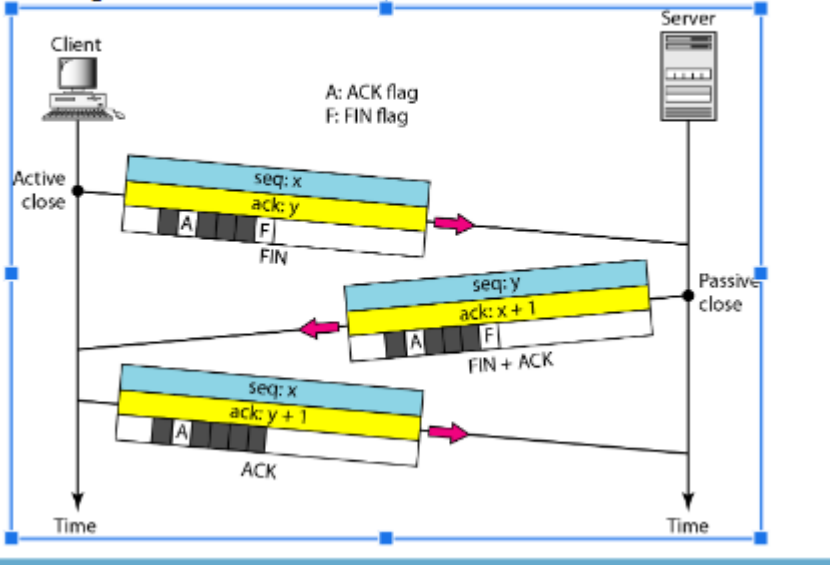 Server
Client
A: ACK flag
F: FIN flag
Active
close
seq: x
ack: y
A F
FIN
Passive
close
seq: y
ack: x + 1
A F
FIN + ACK
seq: x
ack: y + 1
A
ACK
Time
Time